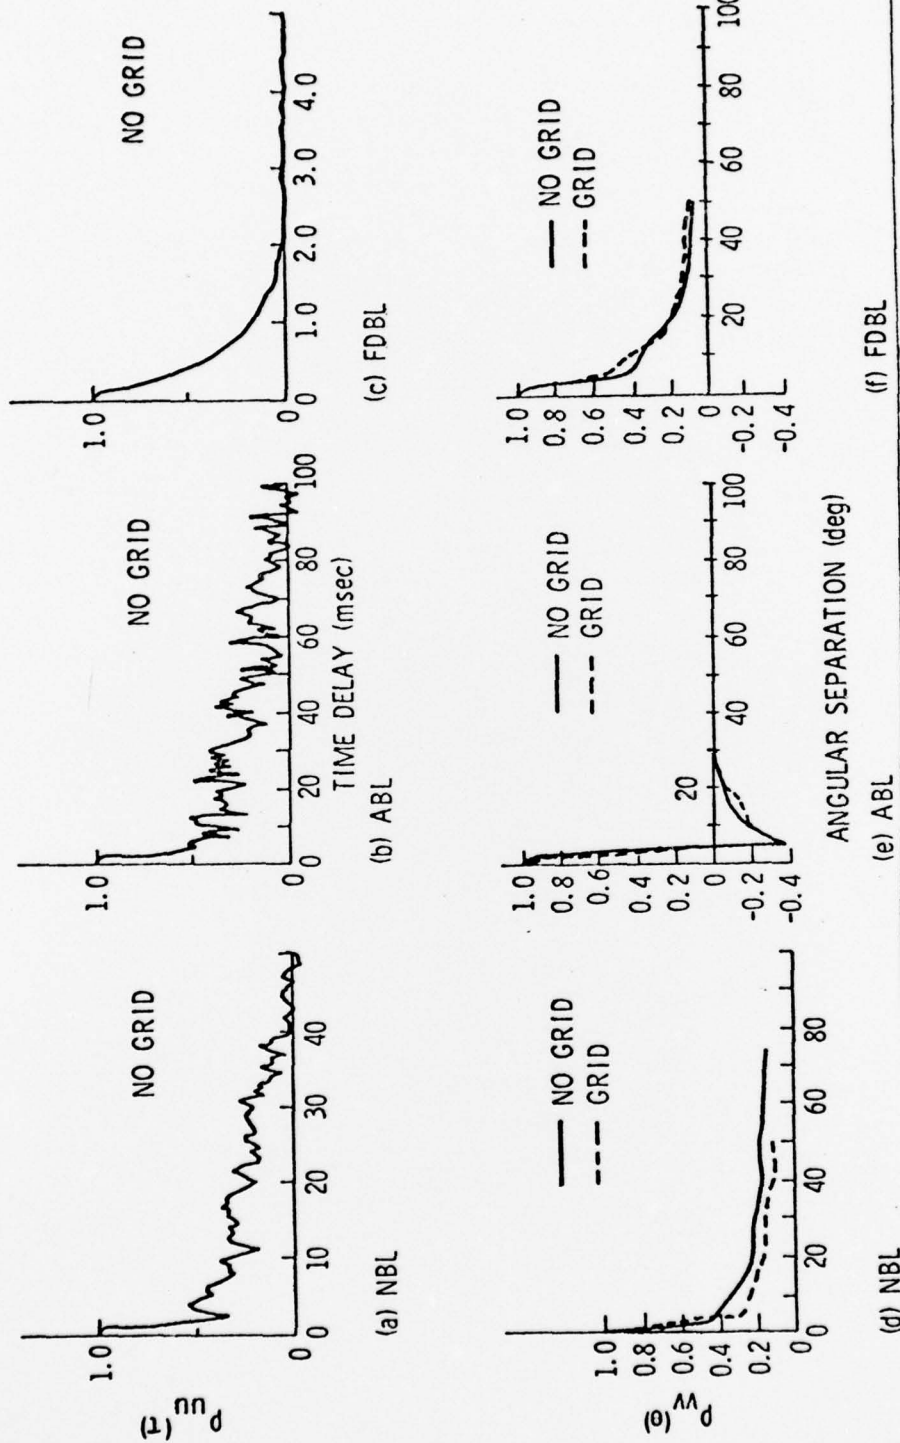 ρuu(τ)
1.0
0
NO GRID
0 10 20 30 40
(a) NBL
1.0
0
NO GRID
0 20 40 60 80 100
TIME DELAY (msec)
(b) ABL
1.0
0
NO GRID
0 1.0 2.0 3.0 4.0
(c) FDBL
ρvv(θ)
1.0
0.8
0.6
0.4
0.2
0
NO GRID
GRID
0 20 40 60 80
(d) NBL
1.0
0.8
0.6
0.4
0.2
0
-0.2
-0.4
NO GRID
GRID
20 40 60 80 100
ANGULAR SEPARATION (deg)
(e) ABL
1.0
0.8
0.6
0.4
0.2
0
-0.2
-0.4
NO GRID
GRID
20 40 60 80 100
(f) FDBL